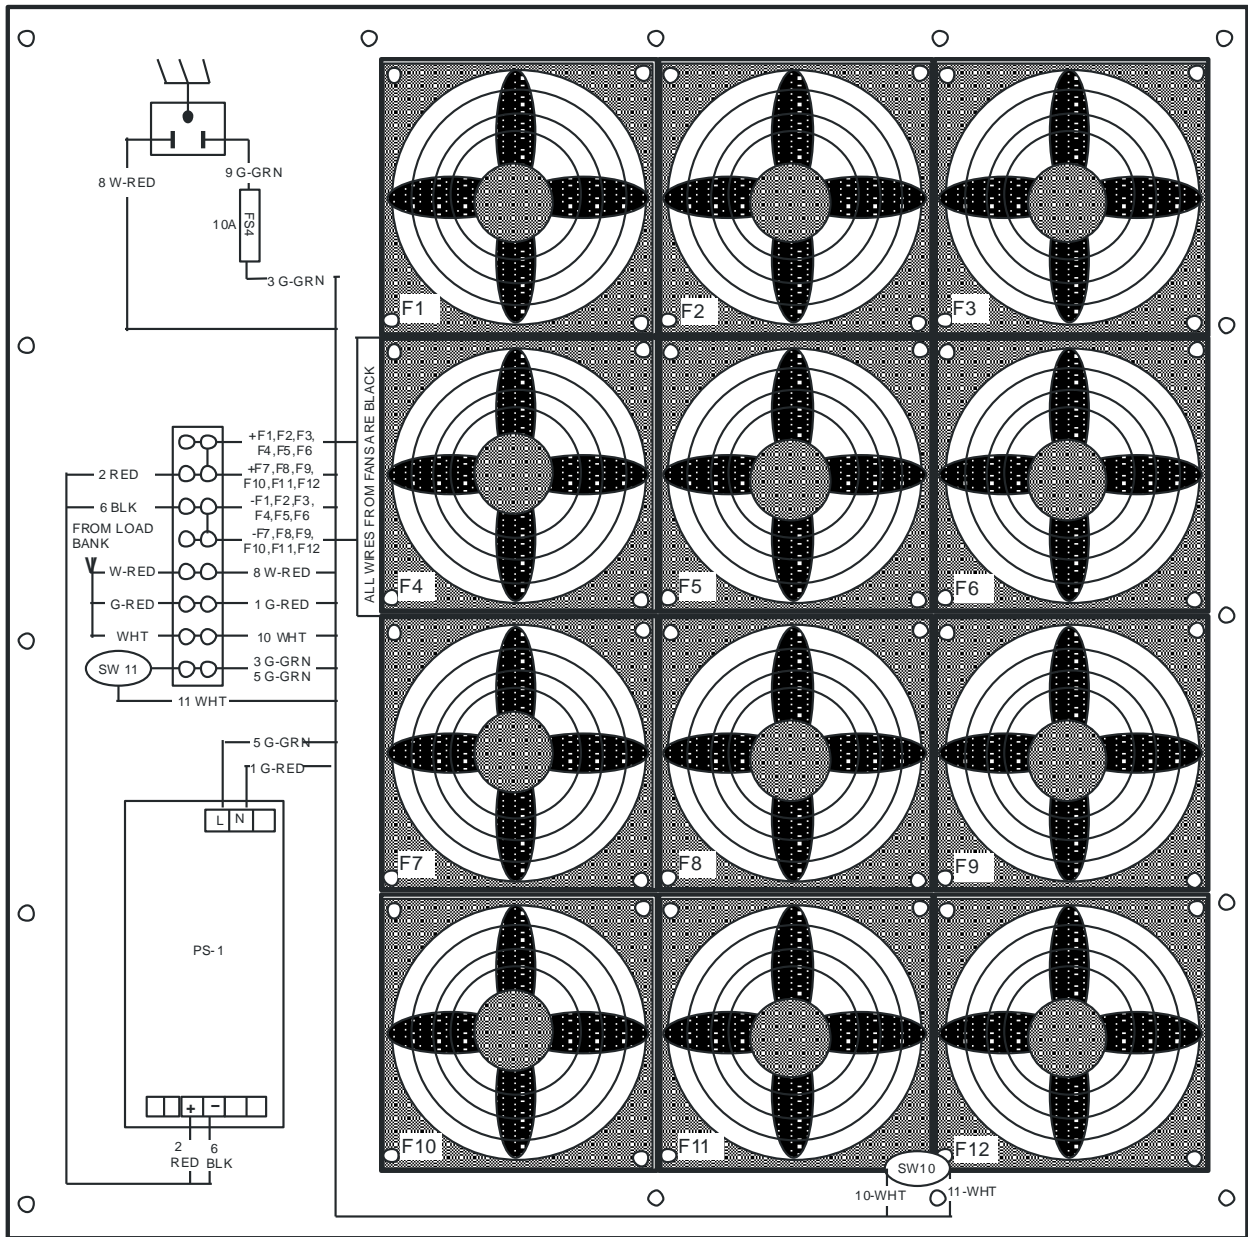 8 W-RED
9 G-GRN
10A
FS4
3 G-GRN
F1
F2
F3
ALL WIRES FROM FANS ARE BLACK
+F1,F2,F3,
F4,F5,F6
2 RED
+F7,F8,F9,
F10,F11,F12
6 BLK
-F1,F2,F3,
F4,F5,F6
FROM LOAD
BANK
-F7,F8,F9,
F10,F11,F12
W-RED
8 W-RED
G-RED
1 G-RED
WHT
10 WHT
SW 11
3 G-GRN
5 G-GRN
11 WHT
F4
F5
F6
5 G-GRN
1 G-RED
L
N
F7
F8
F9
PS-1
+
−
2
6
RED
BLK
F10
F11
F12
SW10
10-WHT
11-WHT